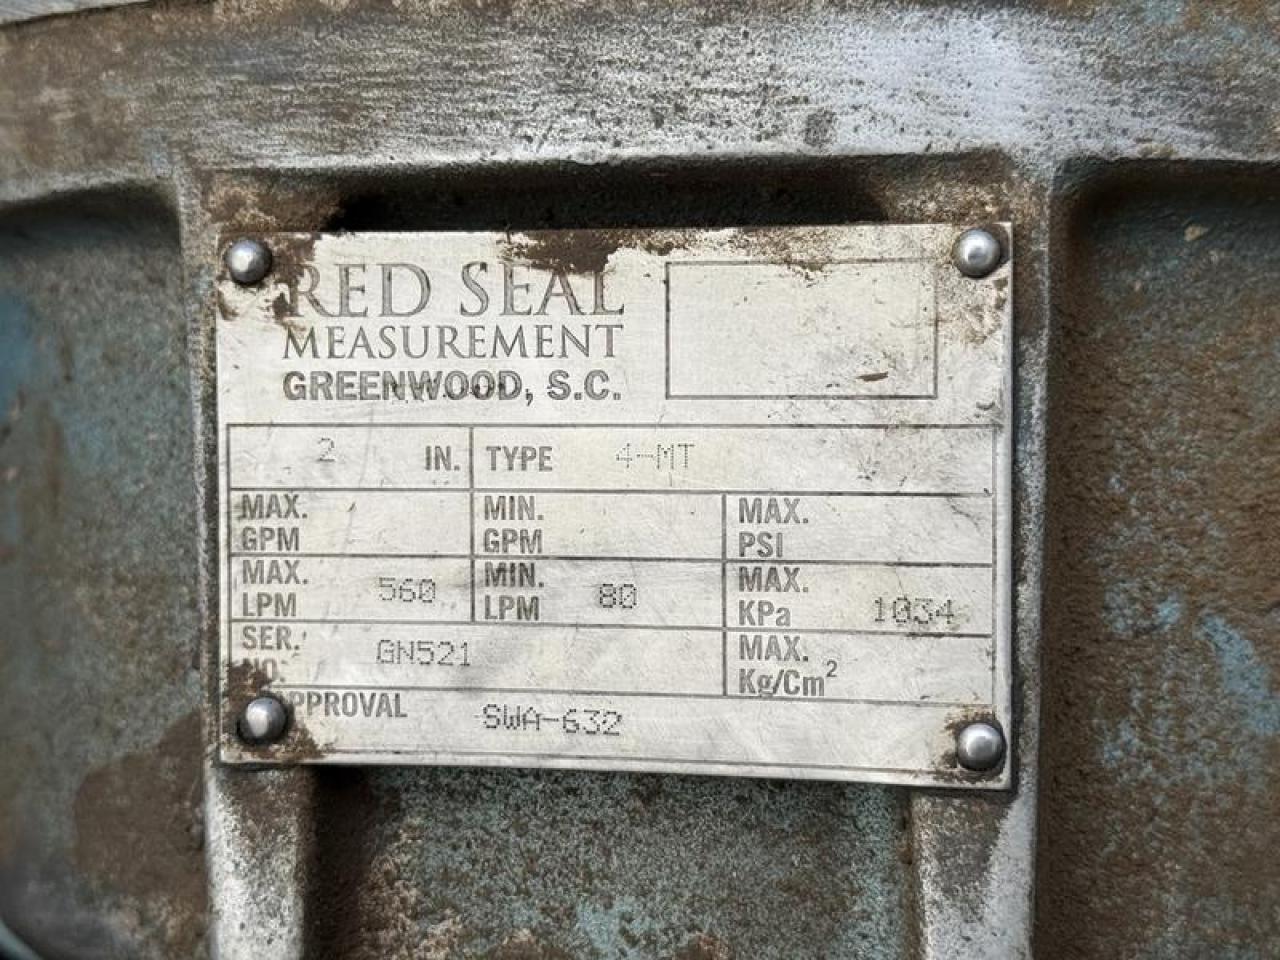 RED SEAL
MEASUREMENT
GREENWOOD, S.C.
2 IN. TYPE 4-MT
MAX. GPM MIN. GPM MAX. PSI
MAX. LPM 560 MIN. LPM 80 MAX. KPa 1034
SER. NO. GN521 MAX. Kg/Cm²
APPROVAL SWA-632